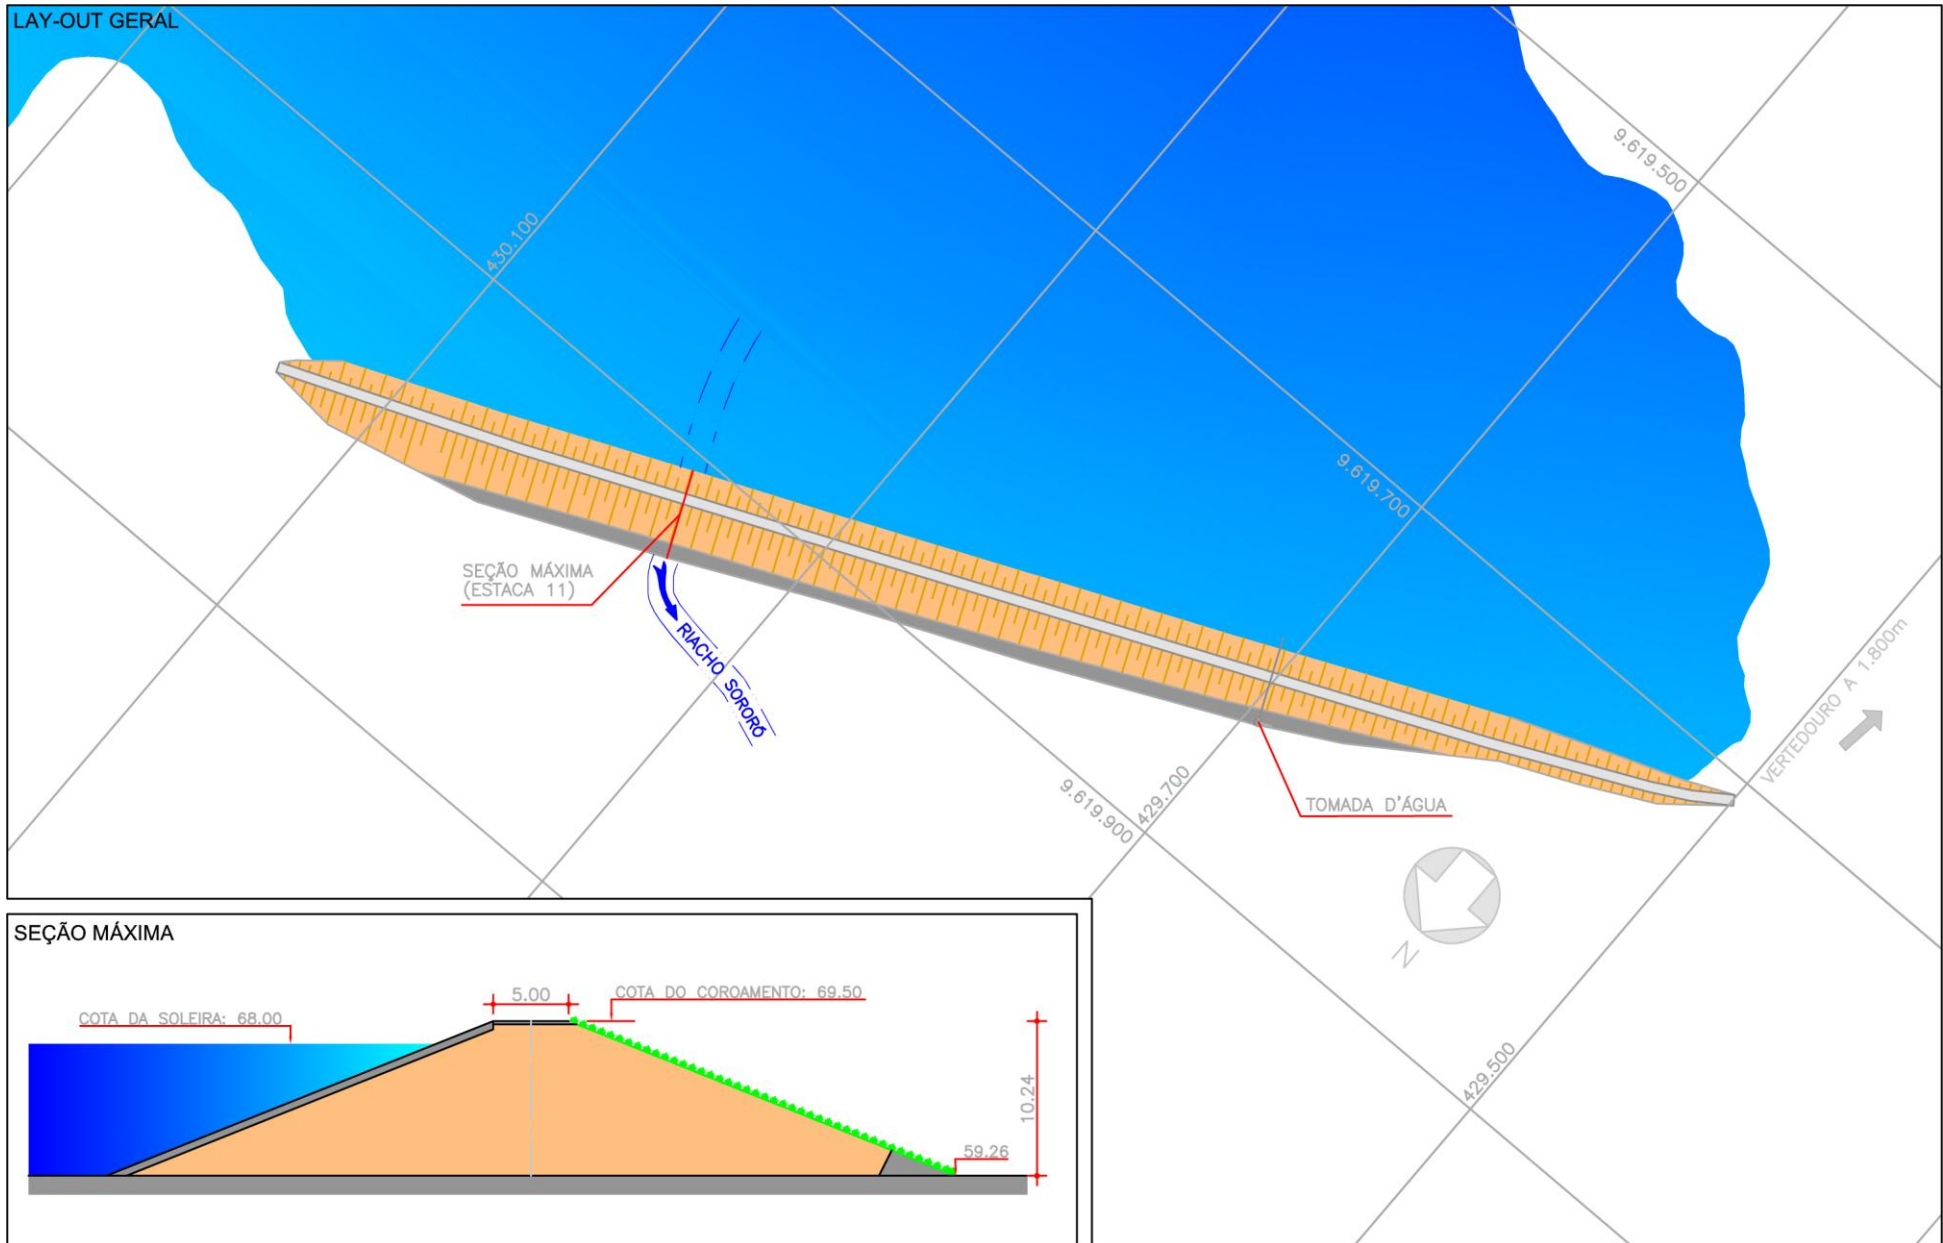 LAY-OUT GERAL
9.619.500
430.100
9.619.700
SEÇÃO MÁXIMA
(ESTACA 11)
RIACHO SORORÓ
VERTEDOURO A 1.800m
9.619.900
429.700
TOMADA D'ÁGUA
N
429.500
SEÇÃO MÁXIMA
5.00
COTA DO COROAMENTO: 69.50
COTA DA SOLEIRA: 68.00
10.24
59.26